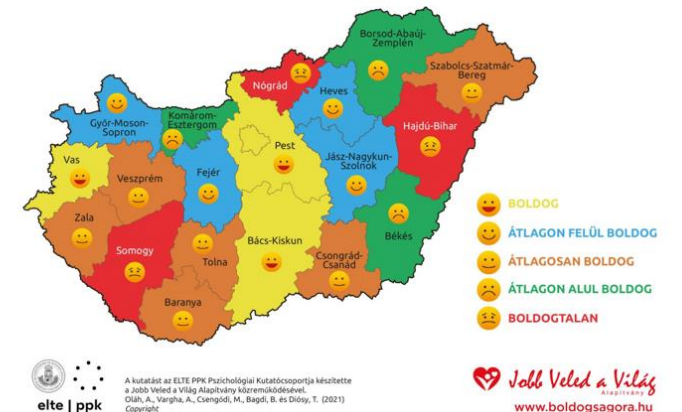 Borsod-Abaúj-
Zemplén
Szabolcs-Szatmár-
Bereg
Nógrád
Heves
Győr-Moson-
Sopron
Komárom-
Esztergom
Hajdú-Bihar
Pest
Jász-Nagykun-
Szolnok
Vas
Veszprém
Fejér
Zala
Somogy
Tolna
Bács-Kiskun
Békés
Csongrád-
Csanád
Baranya
BOLDOG
ÁTLAGON FELÜL BOLDOG
ÁTLAGOSAN BOLDOG
ÁTLAGON ALUL BOLDOG
BOLDOGTALAN
elte | ppk
A kutatást az ELTE PPK Pszichológiai Kutatócsoportja készítette
a Jobb Veled a Világ Alapítvány közreműködésével.
Oláh, A., Vargha, A., Csengődi, M., Bagdi, B. és Diósy, T. (2021)
Copyright
Jobb Veled a Világ
Alapítvány
www.boldogsagora.hu